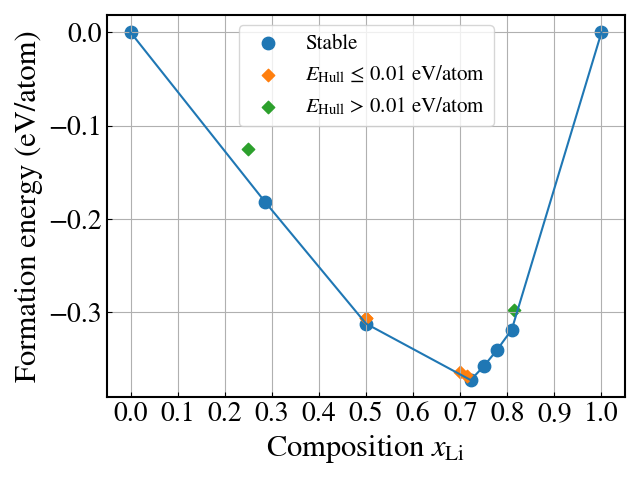 Formation energy (eV/atom)
0.0
−0.1
−0.2
−0.3
Stable
E_Hull ≤ 0.01 eV/atom
E_Hull > 0.01 eV/atom
0.0 0.1 0.2 0.3 0.4 0.5 0.6 0.7 0.8 0.9 1.0
Composition x_Li